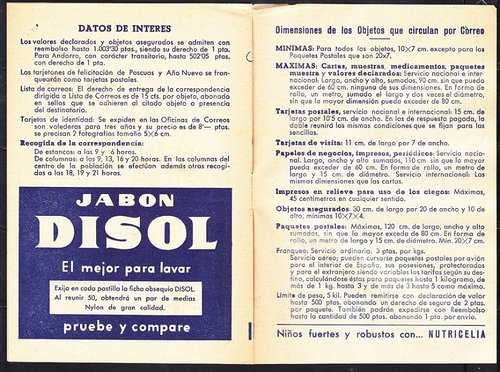 DATOS DE INTERES
Los valores declarados y objetos asegurados se admiten con
reembolso hasta 1.003'30 ptas., siendo su derecho de 1 pta.
Para Andorra, con carácter transitorio, hasta 502'05 ptas.
con derecho de 1 pta.
Los tarjetones de felicitación de Pascuas y Año Nuevo se fran-
quearán como tarjetas postales.
Lista de correos: El derecho de entrega de la correspondencia
dirigida a Lista de Correos es de 15 cts. por objeto, abonado
en sellos que se adhieren al citado objeto a presencia
del destinatario.
Tarjetas de identidad: Se expiden en las Oficinas de Correos
son valederas para tres años y su precio es de 8'— ptas.
se precisan 2 fotografías tamaño 5×6 cm.
Recogida de la correspondencia:
De estancos: a las 9 y 16 horas.
De columnas: a las 9, 13, 16 y 20 horas. En las columnas del
centro de la población se efectúan además otras recogi-
das a las 18, 19 y 21 horas.
JABON
DISOL
El mejor para lavar
Exija en cada pastilla la ficha obsequio DISOL.
Al reunir 50, obtendrá un par de medias
Nylon de gran calidad.
pruebe y compare
Dimensiones de los Objetos que circulan por Correo
MINIMAS: Para todos los objetos, 10×7 cm. excepto para los
Paquetes Postales que son 20x7.
MAXIMAS: Cartas, muestras, medicamentos, paquetes
muestra y valores declarados: Servicio nacional e inter-
nacional: Largo, ancho y alto, sumados, 90 cm. sin que pueda
exceder de 60 cm. ninguna de sus dimensiones. En forma de
rollo, un metro, sumado el largo y dos veces el diámetro,
sin que la mayor dimensión pueda exceder de 80 cm.
Tarjetas postales, servicio nacional e internacional: 15 cm. de
largo por 10'5 cm. de ancho. En las de respuesta pagada, la
doble reunirá las mismas condiciones que se fijan para las
sencillas.
Tarjetas de visita: 11 cm. de largo por 7 de ancho.
Papeles de negocios, impresos, periódicos: Servicio nacio-
nal. Largo, ancho y alto sumados, 110 cm. sin que la mayor
pueda exceder de 60 cm. En forma de rollo, un metro de
largo y 15 cm. de diámetro. Servicio internacional: Las
mismas dimensiones que las cartas.
Impresos en relieve para uso de los ciegos: Máximas,
45 centímetros en cualquier sentido.
Objetos asegurados: 30 cm. de largo por 20 de ancho y 10 de
alto, mínimas 10×7×4.
Paquetes postales: Máximas, 120 cm. de largo, ancho y alto
sumados, sin que la mayor exceda de 80 cm. En forma de
rollo, un metro de largo y 15 cm. de diámetro. Mín. 20×7 cm.
Franqueo: Servicio ordinario, 3 ptas. el kg.
Servicio aéreo; pueden cursarse paquetes postales por avión
para el interior de España, sus posesiones, protectorados
y para el extranjero siendo variables las tarifas según su des-
tino, calculándose éstas para paquetes hasta 1 kilogramo, de
más de 1 kg. hasta 3 y de más de 3 hasta 5 como máximo.
Límite de peso, 5 kil. Pueden remitirse con declaración de valor
hasta 500 ptas. abonando un derecho de seguro de 2 ptas.
por paquete. También podrán expedirse con Reembolso
hasta la cantidad de 500 ptas. abonando 1 pta. por envío.
Niños fuertes y robustos con... NUTRICELIA